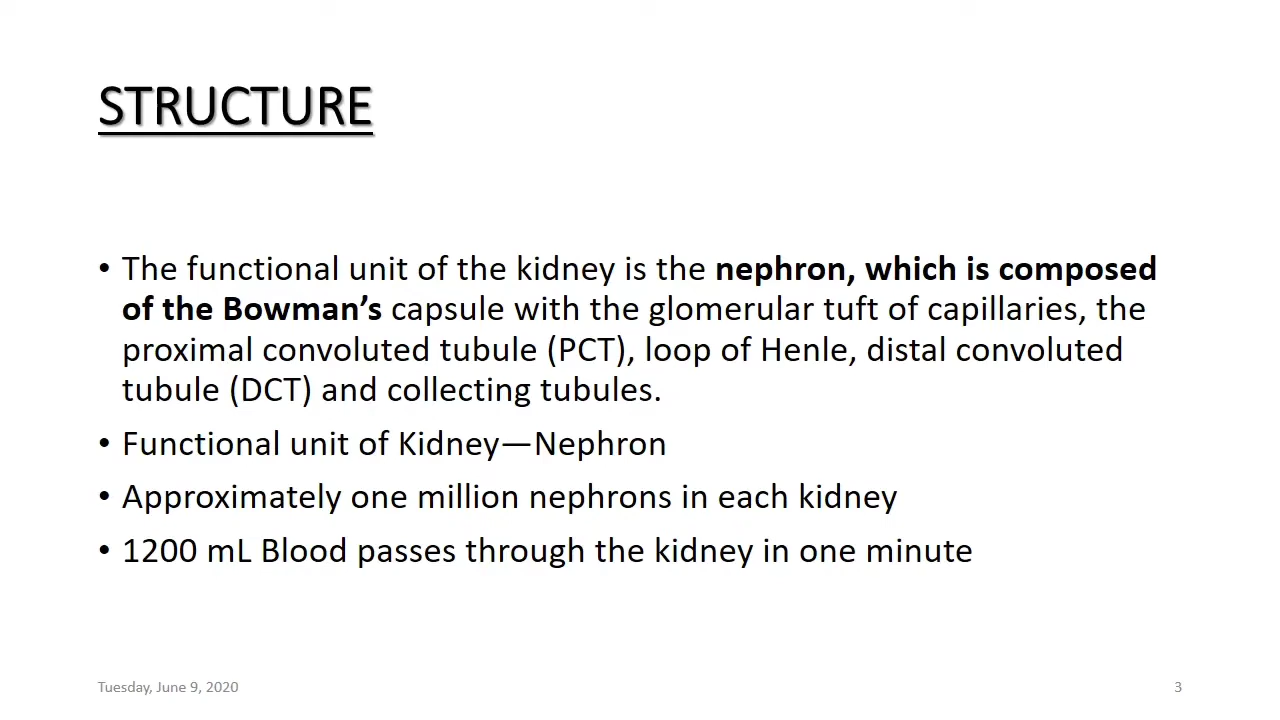 STRUCTURE
• The functional unit of the kidney is the nephron, which is composed
of the Bowman’s capsule with the glomerular tuft of capillaries, the
proximal convoluted tubule (PCT), loop of Henle, distal convoluted
tubule (DCT) and collecting tubules.
• Functional unit of Kidney—Nephron
• Approximately one million nephrons in each kidney
• 1200 mL Blood passes through the kidney in one minute
Tuesday, June 9, 2020
3